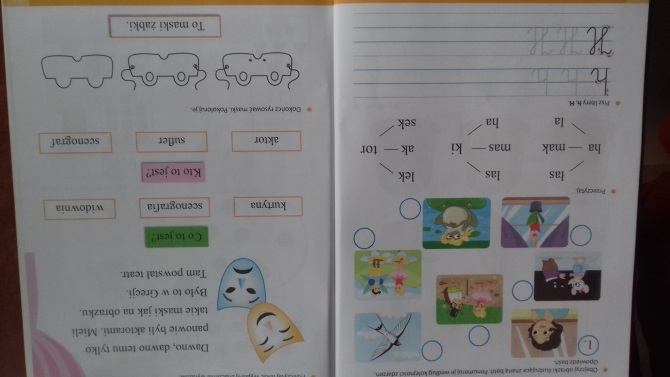 Obejrzyj obrazki ilustrujące znaną baśń. Ponumeruj je według kolejności zdarzeń.
Opowiedz baśń.
1.
Przeczytaj.
łas las lek
ha — mak mas — ki ak — tor
la ha sek
Pisz litery h, H.
h h h
H H H
Dawno, dawno temu tylko
panowie byli aktorami. Mieli
takie maski jak na obrazku.
Było to w Grecji.
Tam powstał teatr.
Co to jest?
kurtyna scenografia widownia
Kto to jest?
aktor sufler scenograf
Dokończ rysować maski. Pokoloruj je.
To maski żabki.